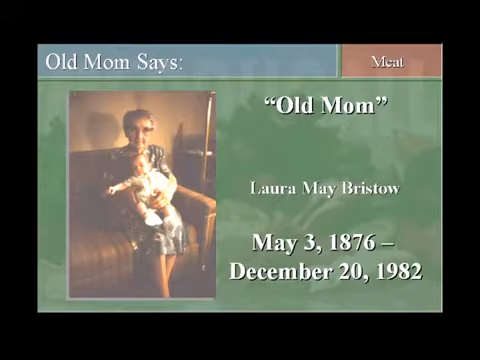 Old Mom Says:
Meat
“Old Mom”
Laura May Bristow
May 3, 1876 –
December 20, 1982